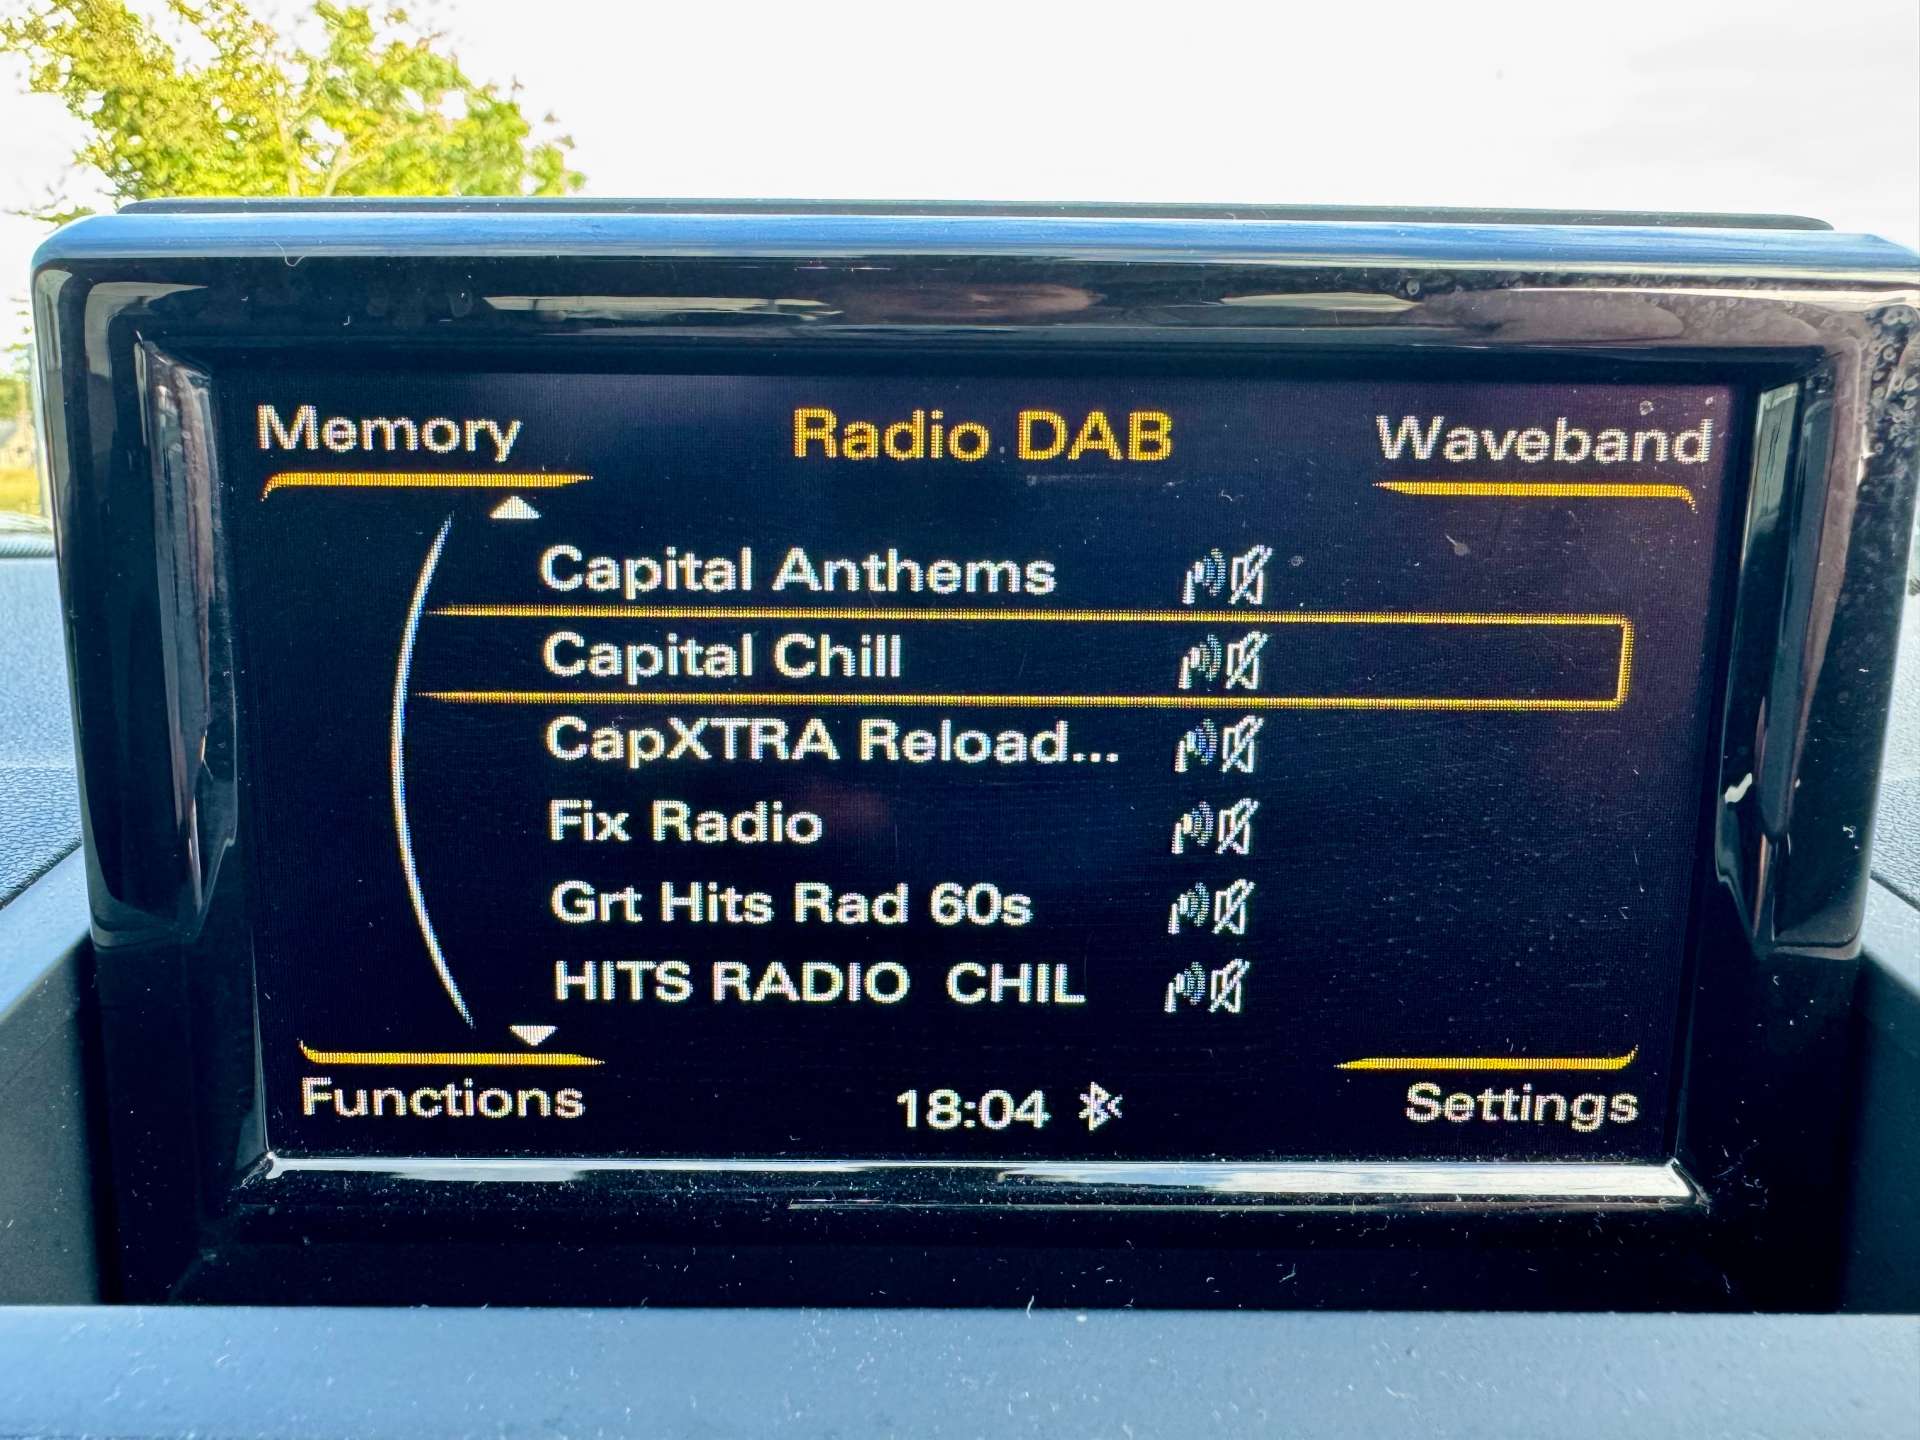 Memory Radio DAB Waveband
Capital Anthems
Capital Chill
CapXTRA Reload...
Fix Radio
Grt Hits Rad 60s
HITS RADIO  CHIL
Functions 18:04 Settings